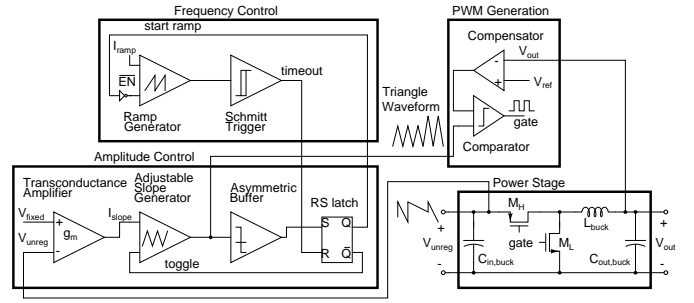 Frequency Control
start ramp
I_ramp
EN
timeout
Ramp
Generator
Schmitt
Trigger
PWM Generation
Compensator
V_out
-
+
V_ref
gate
Comparator
Triangle
Waveform
Amplitude Control
Transconductance
Amplifier
Adjustable
Slope
Generator
Asymmetric
Buffer
RS latch
V_fixed
V_unreg
+
-
g_m
I_slope
toggle
S Q
R Q̅
Power Stage
M_H
L_buck
gate
M_L
+
V_unreg
-
C_in,buck
C_out,buck
+
V_out
-